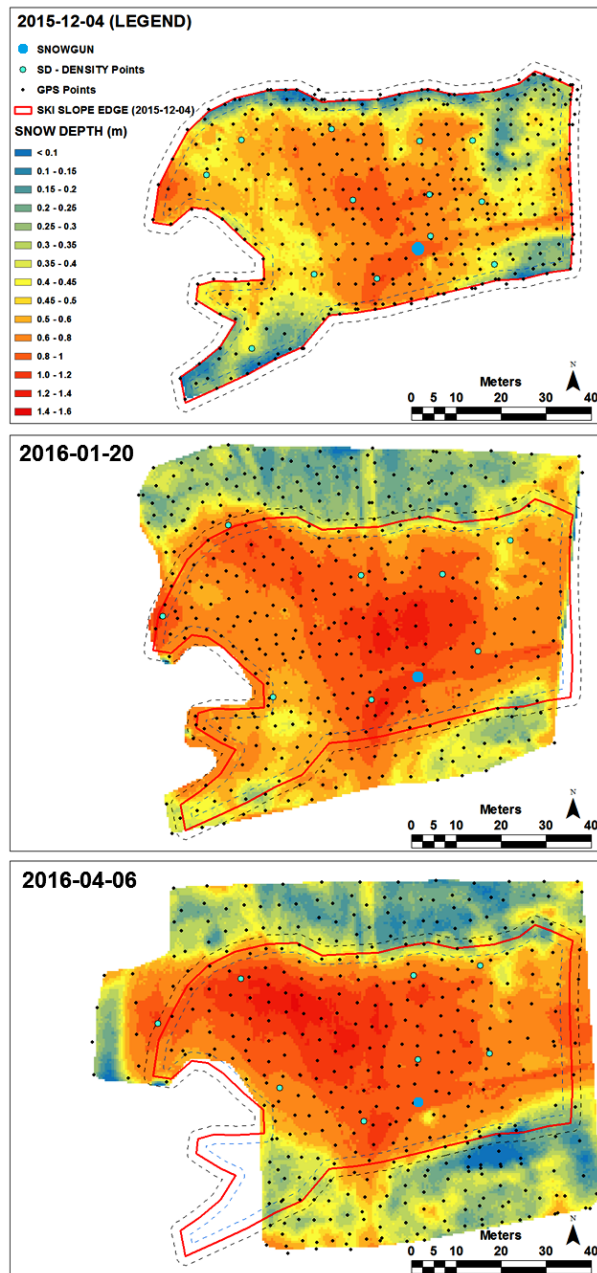 2015-12-04 (LEGEND)
SNOWGUN
SD - DENSITY Points
GPS Points
SKI SLOPE EDGE (2015-12-04)
SNOW DEPTH (m)
< 0.1
0.1 - 0.15
0.15 - 0.2
0.2 - 0.25
0.25 - 0.3
0.3 - 0.35
0.35 - 0.4
0.4 - 0.45
0.45 - 0.5
0.5 - 0.6
0.6 - 0.8
0.8 - 1
1.0 - 1.2
1.2 - 1.4
1.4 - 1.6
N
Meters
0 5 10 20 30 40
2016-01-20
N
Meters
0 5 10 20 30 40
2016-04-06
N
Meters
0 5 10 20 30 40